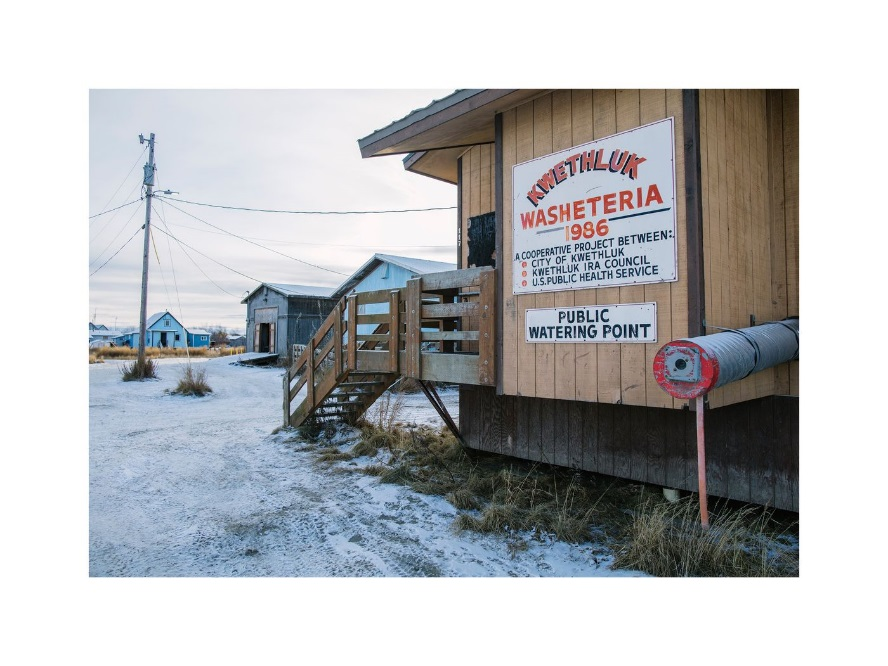 KWETHLUK
WASHETERIA
1986
A COOPERATIVE PROJECT BETWEEN:
CITY OF KWETHLUK
KWETHLUK IRA COUNCIL
U.S. PUBLIC HEALTH SERVICE
PUBLIC
WATERING POINT